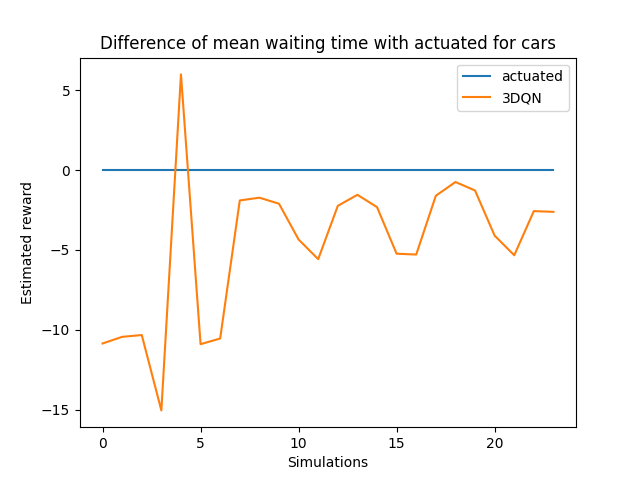 Difference of mean waiting time with actuated for cars
actuated
3DQN
Estimated reward
5
0
−5
−10
−15
0 5 10 15 20
Simulations